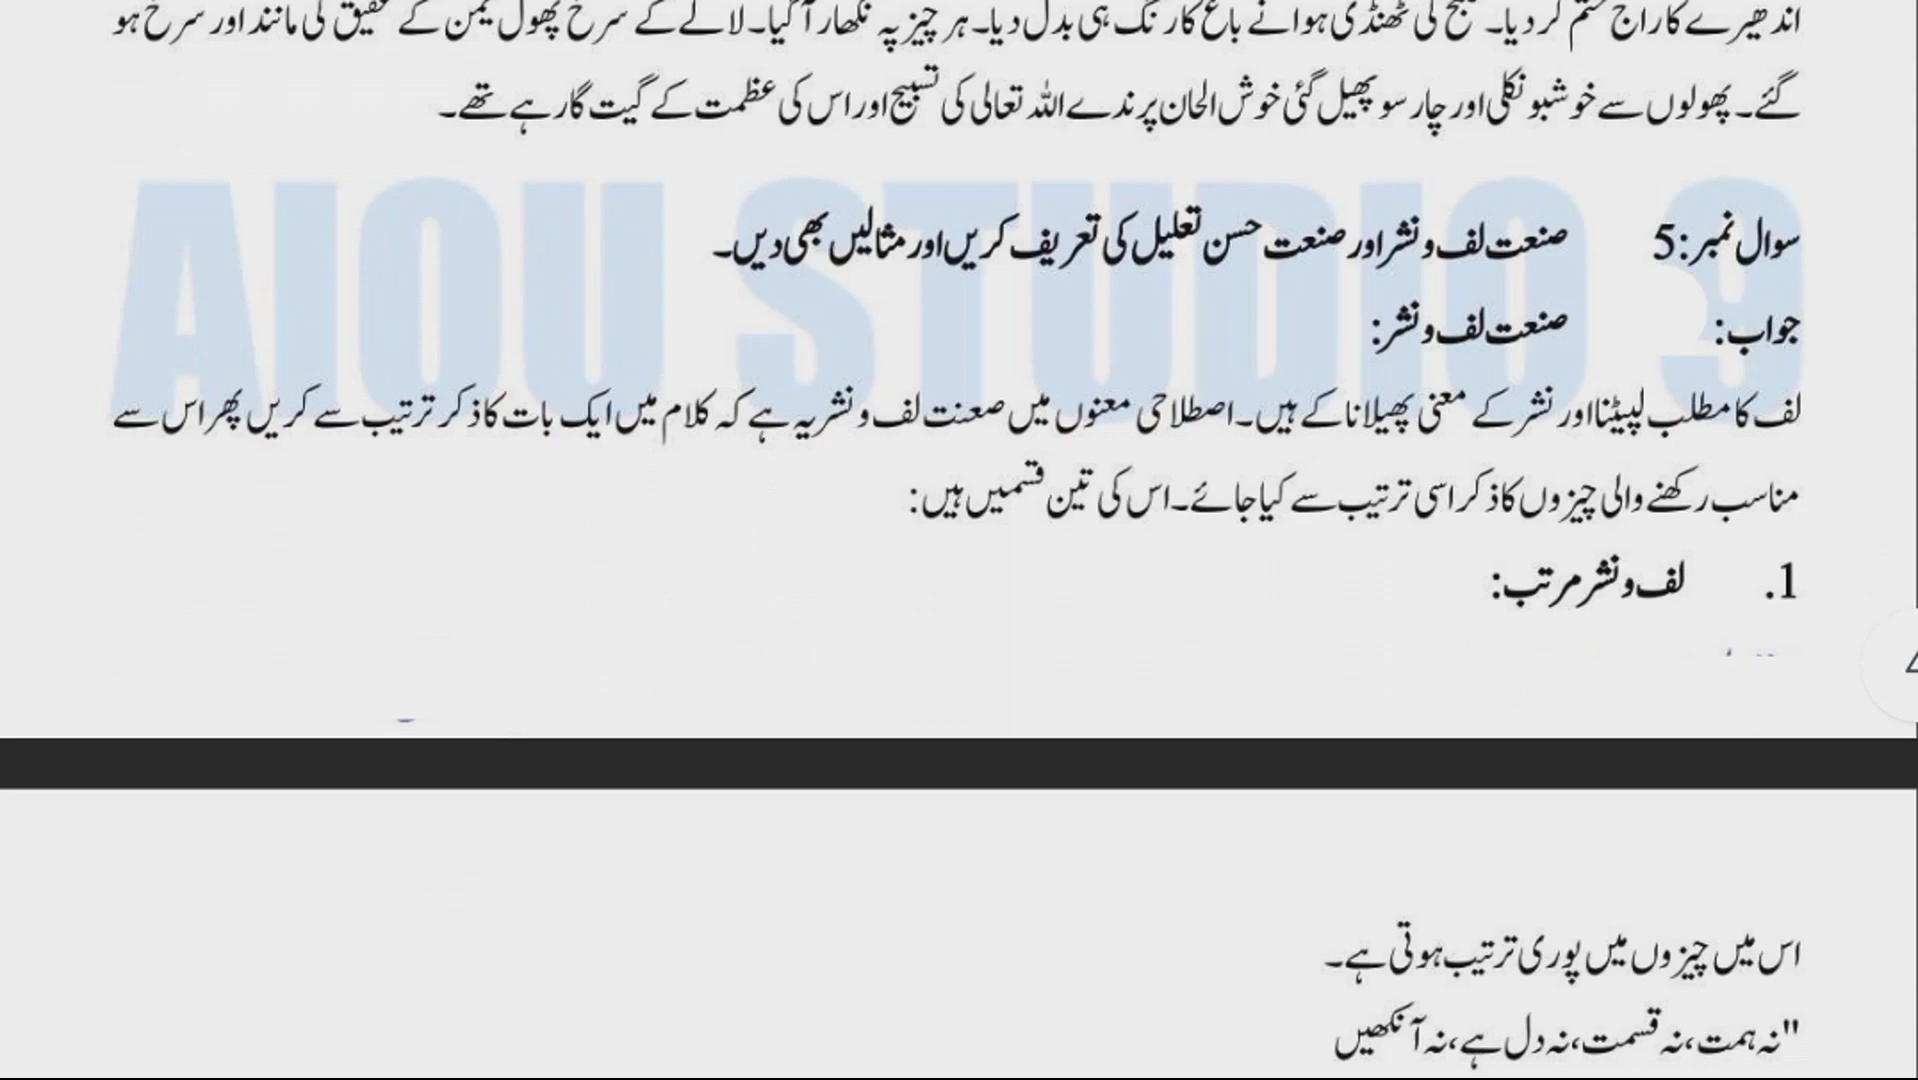 اندھیرے کا راج ختم کر دیا۔ صبح کی ٹھنڈی ہوا نے باغ کا رنگ ہی بدل دیا۔ ہر چیز پہ نکھار آ گیا۔ لالے کے سرخ پھول یمن کے عقیق کی مانند اور سرخ ہو
گئے۔ پھولوں سے خوشبو نکلی اور چار سو پھیل گئی خوش الحان پرندے اللہ تعالی کی تسبیح اور اس کی عظمت کے گیت گا رہے تھے۔
AIOU STUDIO 9
سوال نمبر:5 صنعت لف و نشر اور صنعت حسن تعلیل کی تعریف کریں اور مثالیں بھی دیں۔
جواب: صنعت لف و نشر:
لف کا مطلب لپیٹنا اور نشر کے معنی پھیلانا کے ہیں۔ اصطلاحی معنوں میں صعنت لف و نشر یہ ہے کہ کلام میں ایک بات کا ذکر ترتیب سے کریں پھر اس سے
مناسب رکھنے والی چیزوں کا ذکر اسی ترتیب سے کیا جائے۔ اس کی تین قسمیں ہیں:
1. لف و نشر مرتب:
اس میں چیزوں میں پوری ترتیب ہوتی ہے۔
"نہ ہمت، نہ قسمت، نہ دل ہے، نہ آنکھیں